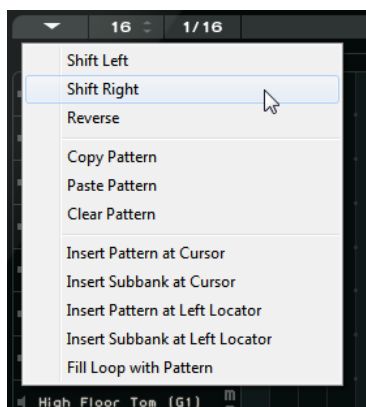 16 1/16
Shift Left
Shift Right
Reverse
Copy Pattern
Paste Pattern
Clear Pattern
Insert Pattern at Cursor
Insert Subbank at Cursor
Insert Pattern at Left Locator
Insert Subbank at Left Locator
Fill Loop with Pattern
High Floor Tom (G1) m